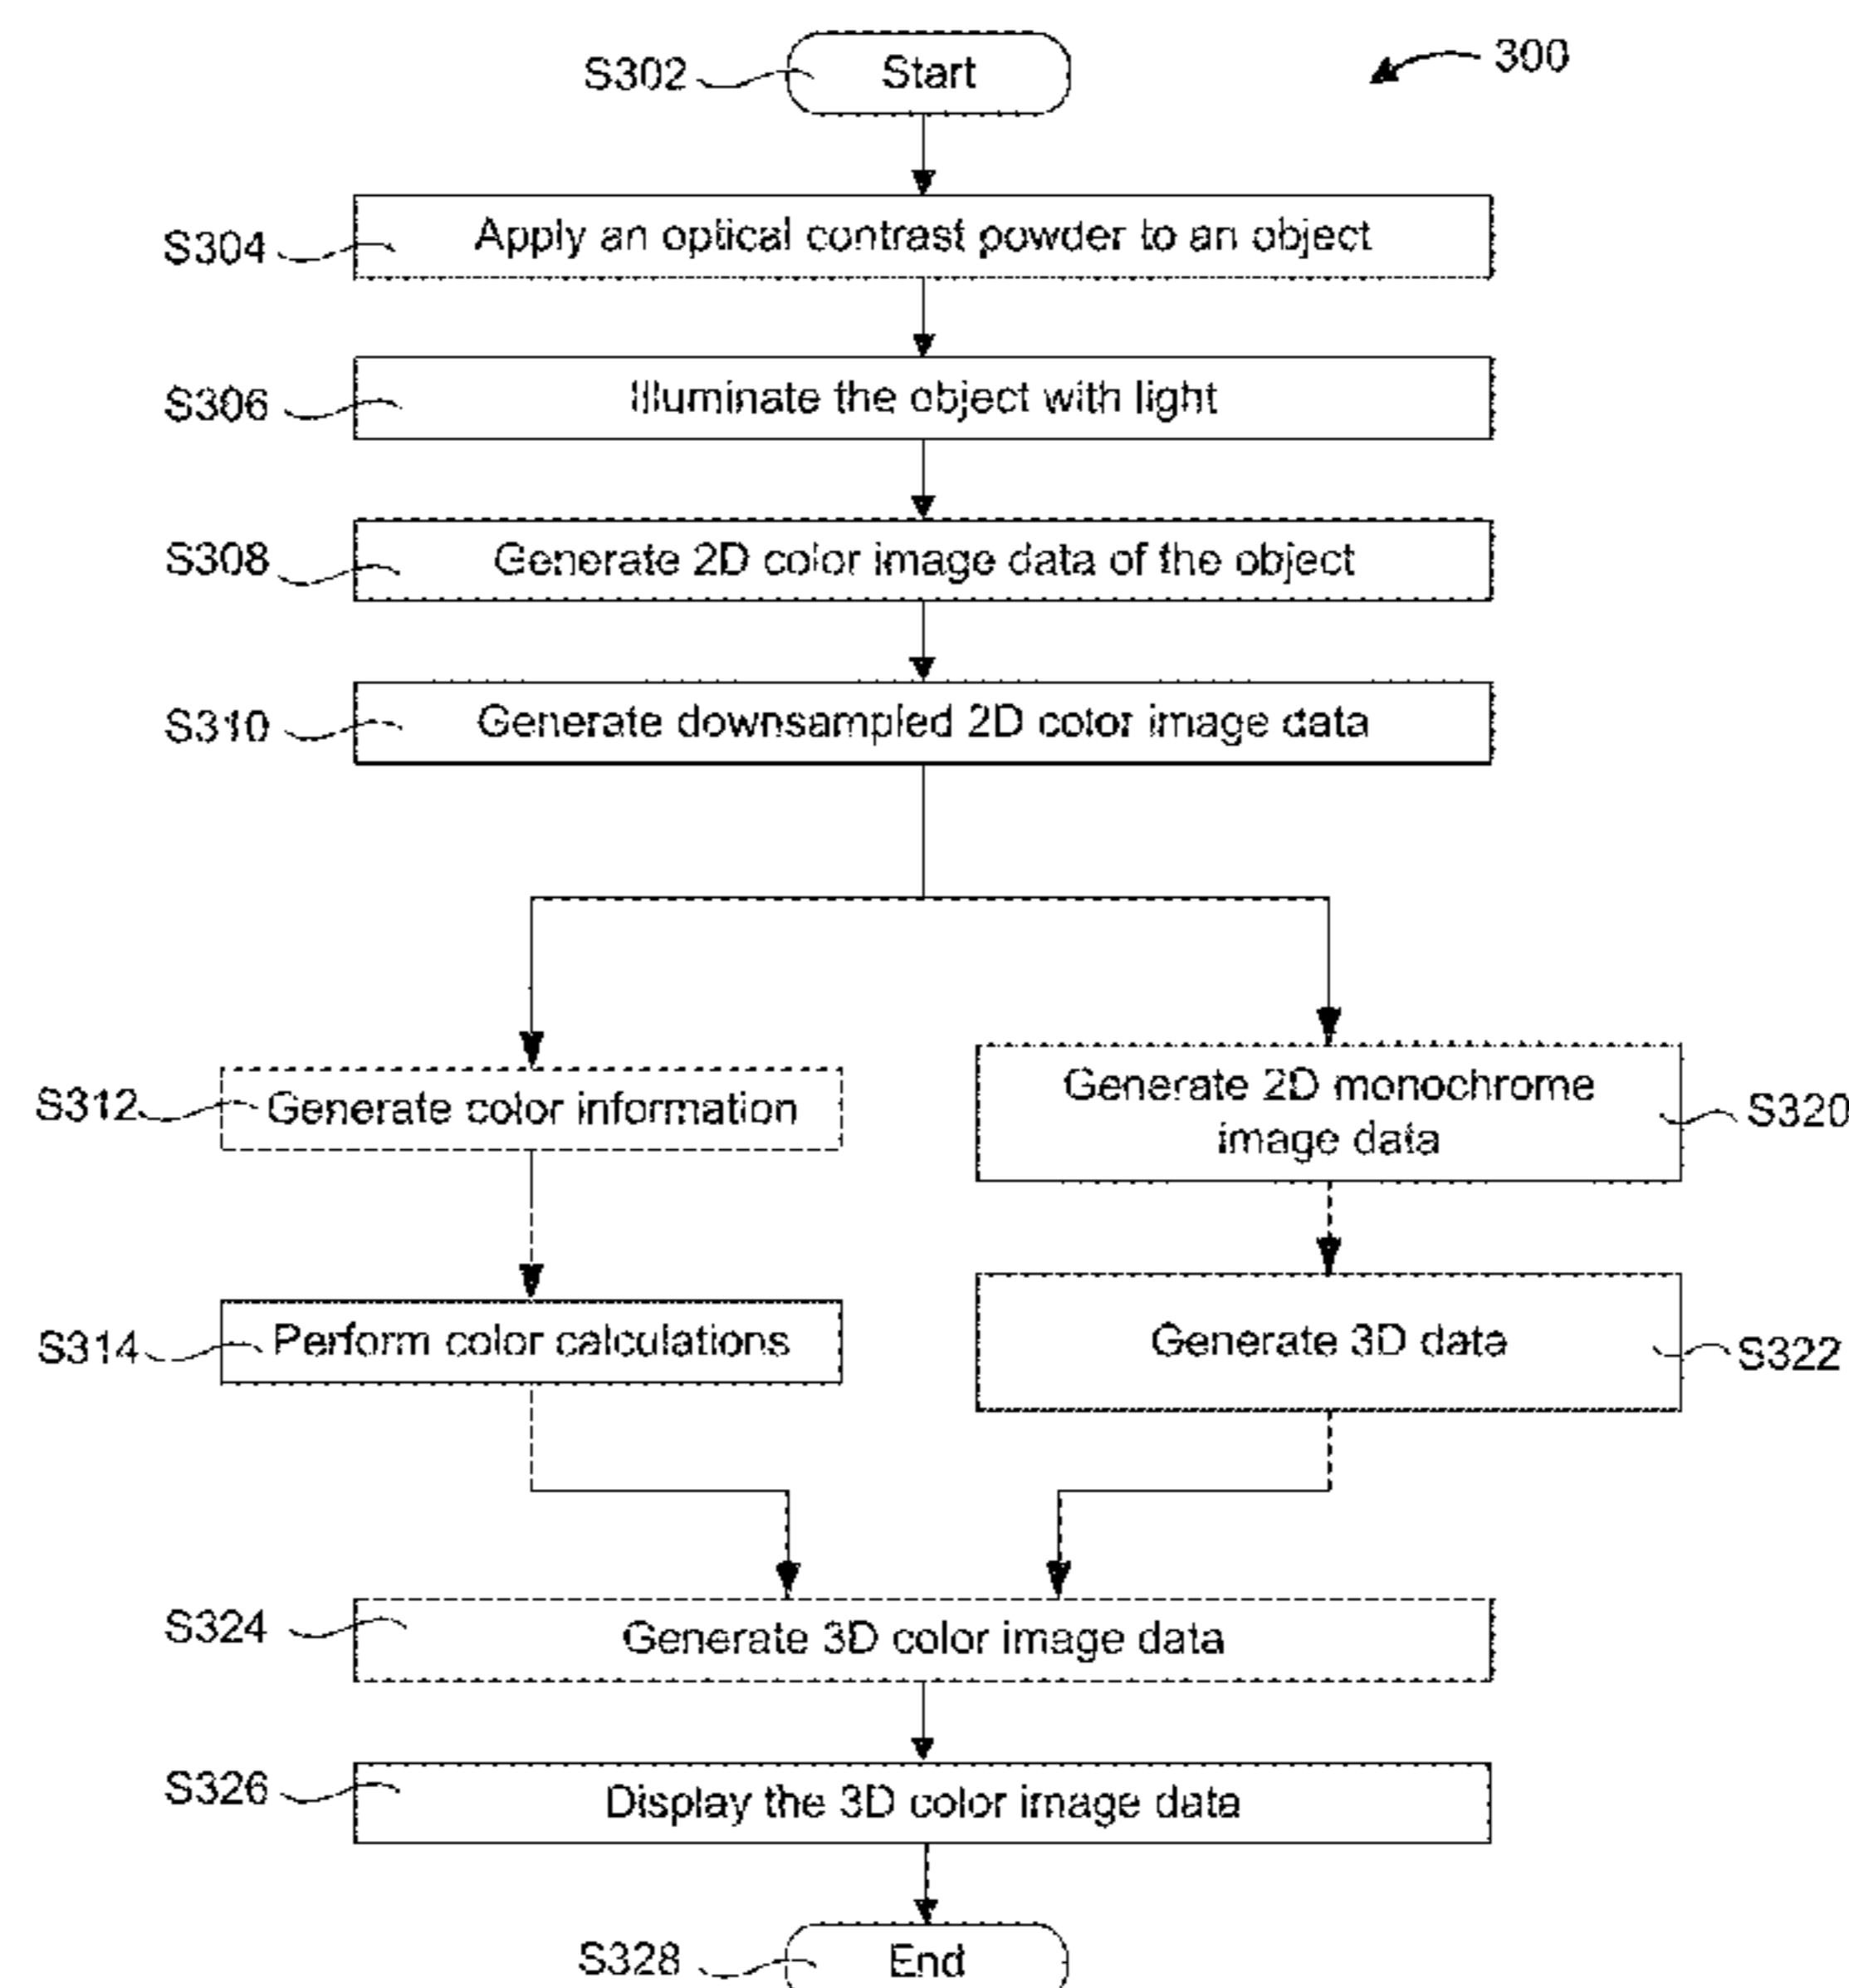 300
S302 Start
S304 Apply an optical contrast powder to an object
S306 Illuminate the object with light
S308 Generate 2D color image data of the object
S310 Generate downsampled 2D color image data
S312 Generate color information
Generate 2D monochrome
image data
S320
S314 Perform color calculations
Generate 3D data S322
S324 Generate 3D color image data
S326 Display the 3D color image data
S328 End